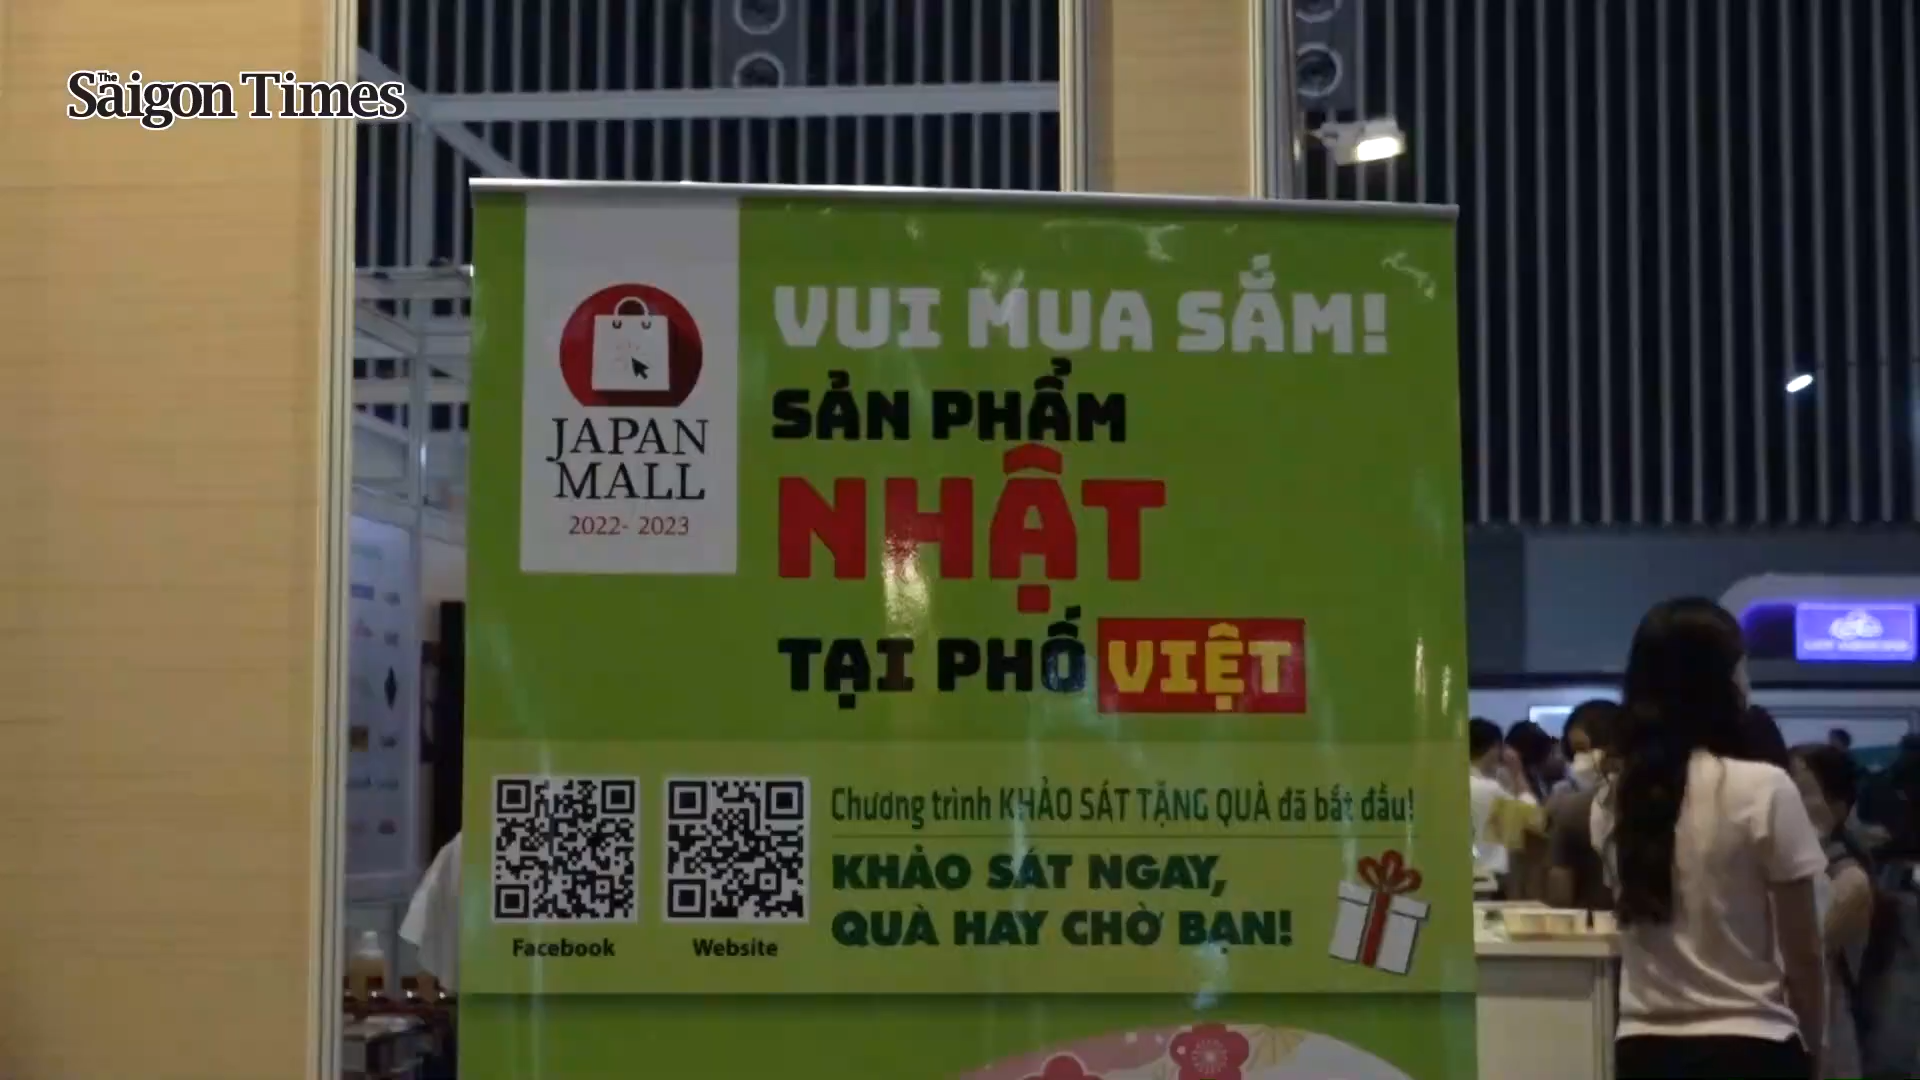 The Saigon Times
JAPAN
MALL
2022- 2023
VUI MUA SẮM!
SẢN PHẨM
NHẬT
TẠI PHỐ VIỆT
Facebook
Website
Chương trình KHẢO SÁT TẶNG QUÀ đã bắt đầu!
KHẢO SÁT NGAY,
QUÀ HAY CHỜ BẠN!